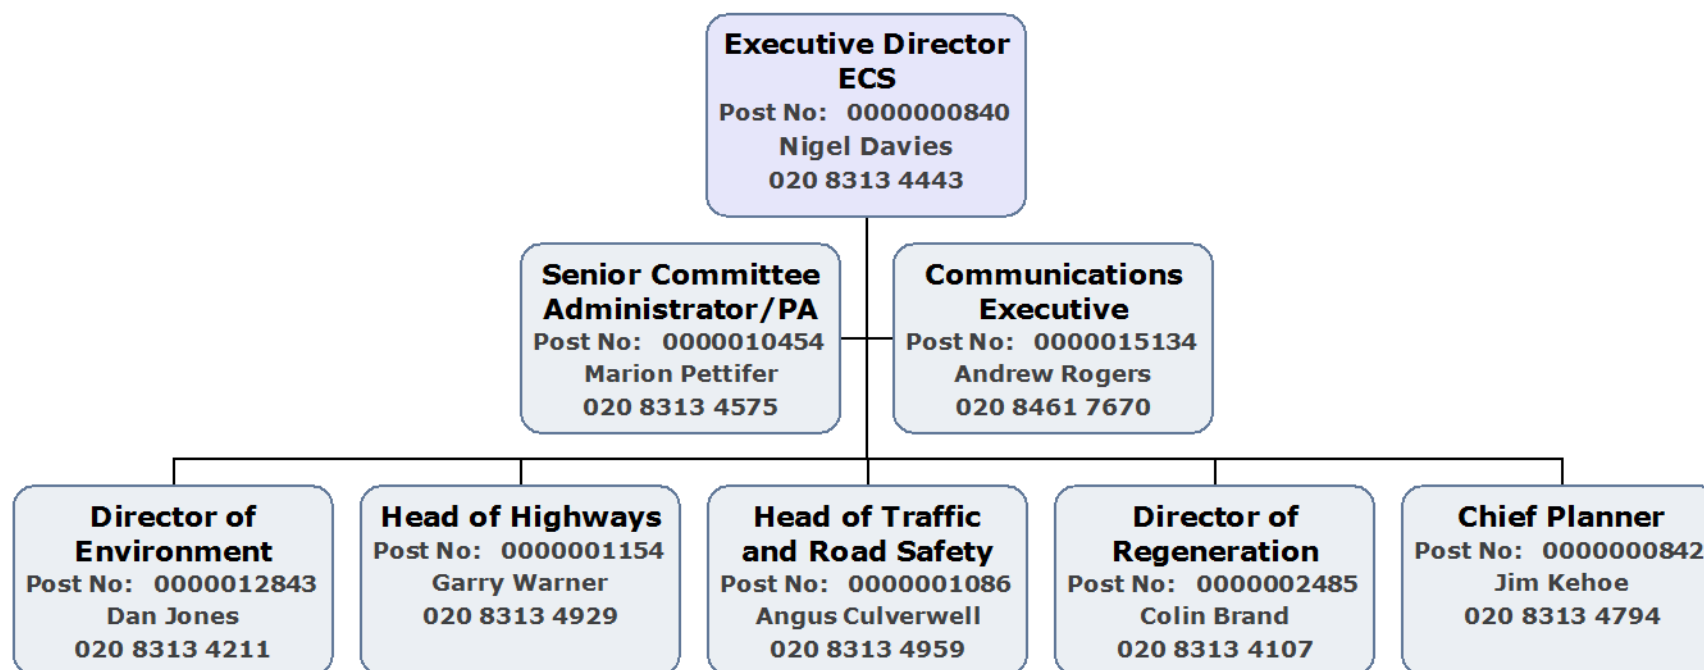 Executive Director
ECS
Post No: 0000000840
Nigel Davies
020 8313 4443
Senior Committee
Administrator/PA
Post No: 0000010454
Marion Pettifer
020 8313 4575
Communications
Executive
Post No: 0000015134
Andrew Rogers
020 8461 7670
Director of
Environment
Post No: 0000012843
Dan Jones
020 8313 4211
Head of Highways
Post No: 0000001154
Garry Warner
020 8313 4929
Head of Traffic
and Road Safety
Post No: 0000001086
Angus Culverwell
020 8313 4959
Director of
Regeneration
Post No: 0000002485
Colin Brand
020 8313 4107
Chief Planner
Post No: 0000000842
Jim Kehoe
020 8313 4794